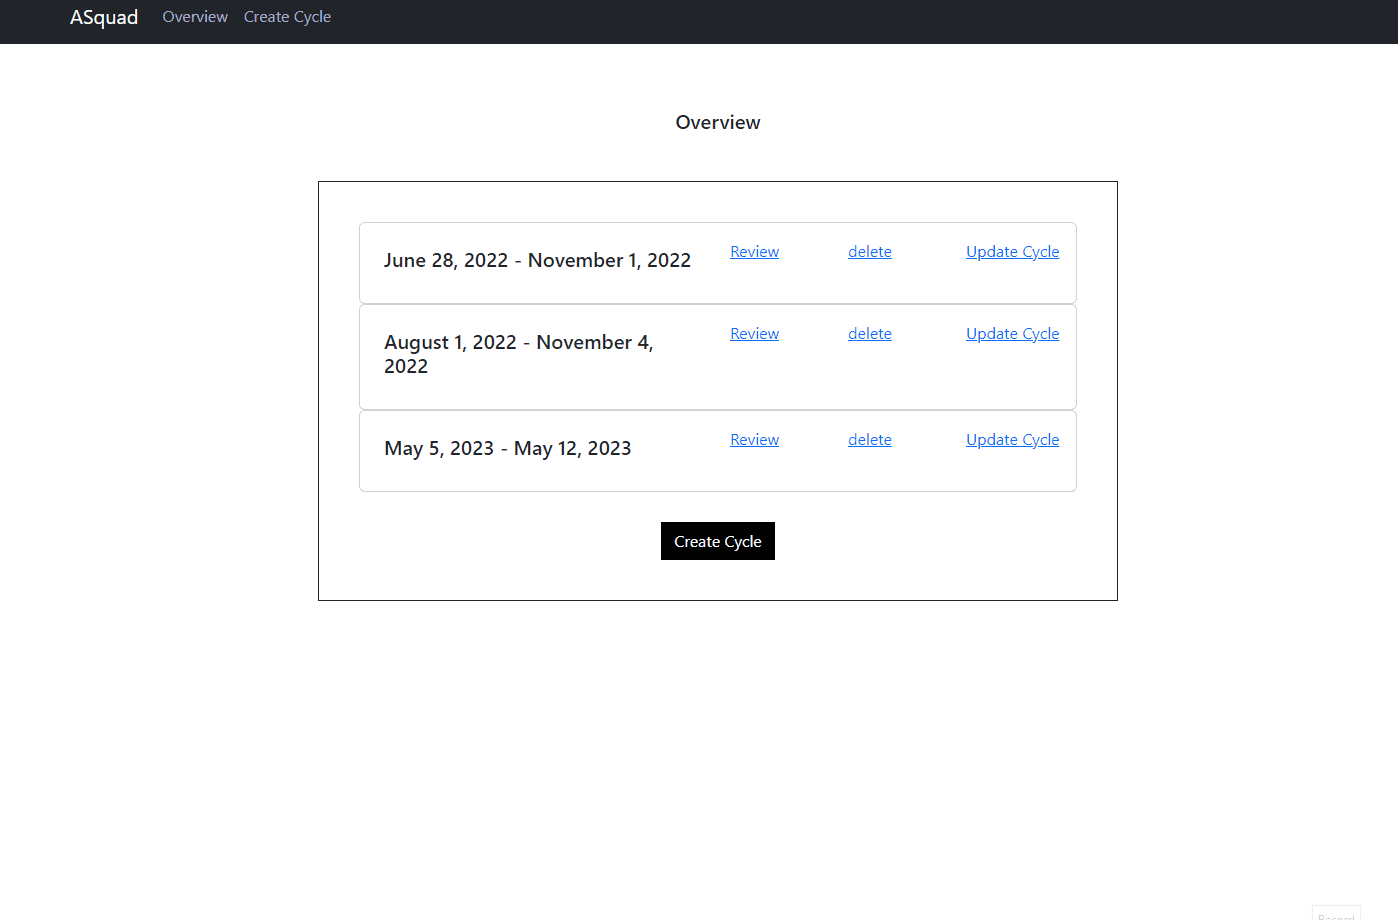 ASquad Overview Create Cycle
Overview
June 28, 2022 - November 1, 2022 Review delete Update Cycle
August 1, 2022 - November 4, Review delete Update Cycle
2022
May 5, 2023 - May 12, 2023 Review delete Update Cycle
Create Cycle